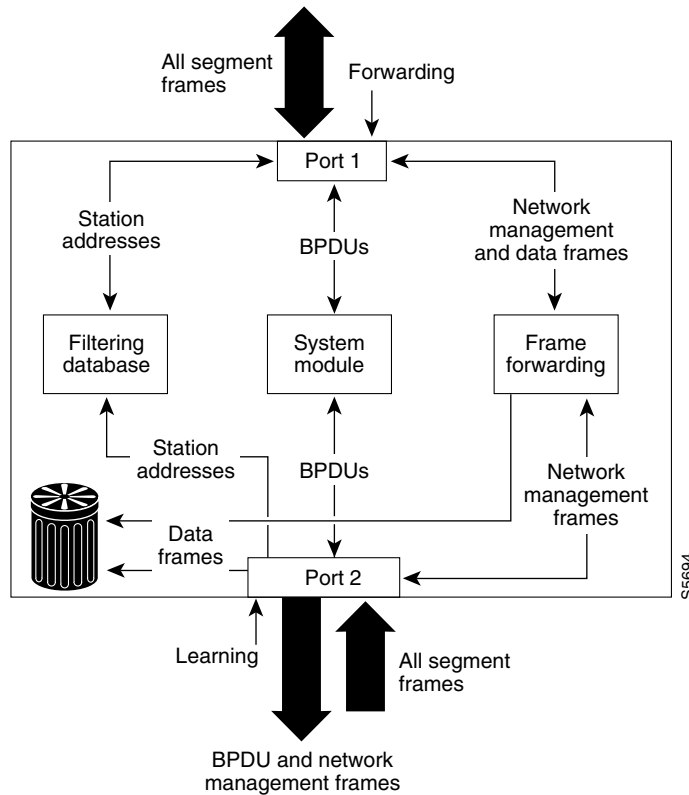 All segment
frames
Forwarding
Port 1
Station
addresses
BPDUs
Network
management
and data frames
Filtering
database
System
module
Frame
forwarding
Station
addresses
BPDUs
Network
management
frames
Data
frames
Port 2
S5694
Learning
All segment
frames
BPDU and network
management frames